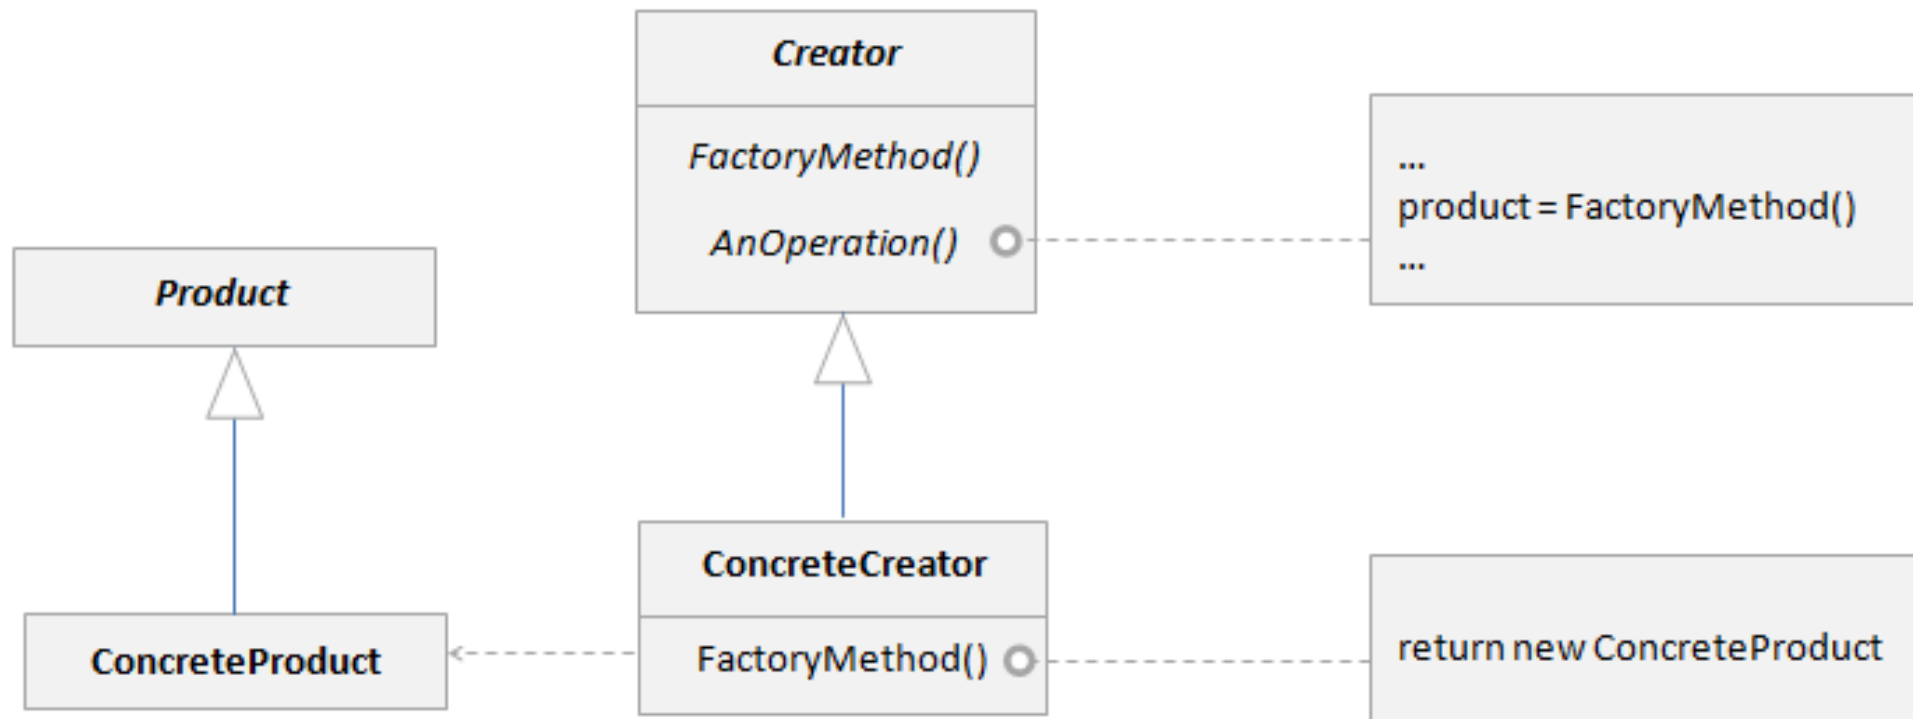 Creator
FactoryMethod()
AnOperation()
...
product = FactoryMethod()
...
Product
ConcreteCreator
FactoryMethod()
return new ConcreteProduct
ConcreteProduct